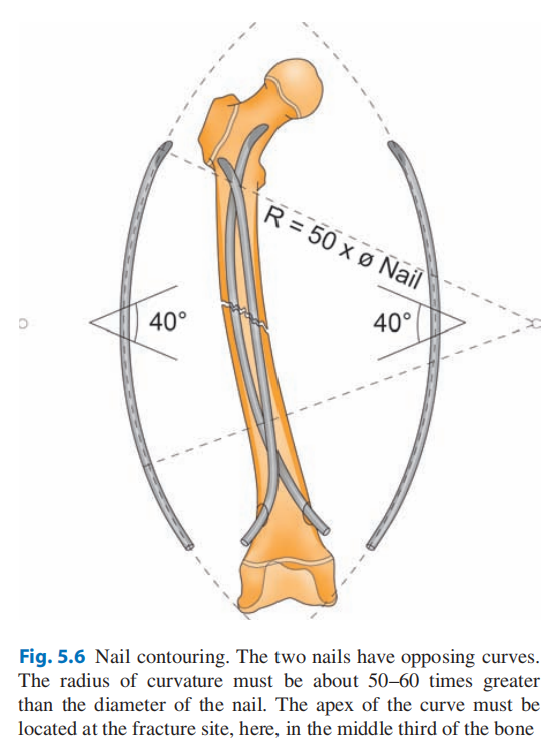 R = 50 x ø Nail
40°
40°
Fig. 5.6 Nail contouring. The two nails have opposing curves.
The radius of curvature must be about 50–60 times greater
than the diameter of the nail. The apex of the curve must be
located at the fracture site, here, in the middle third of the bone